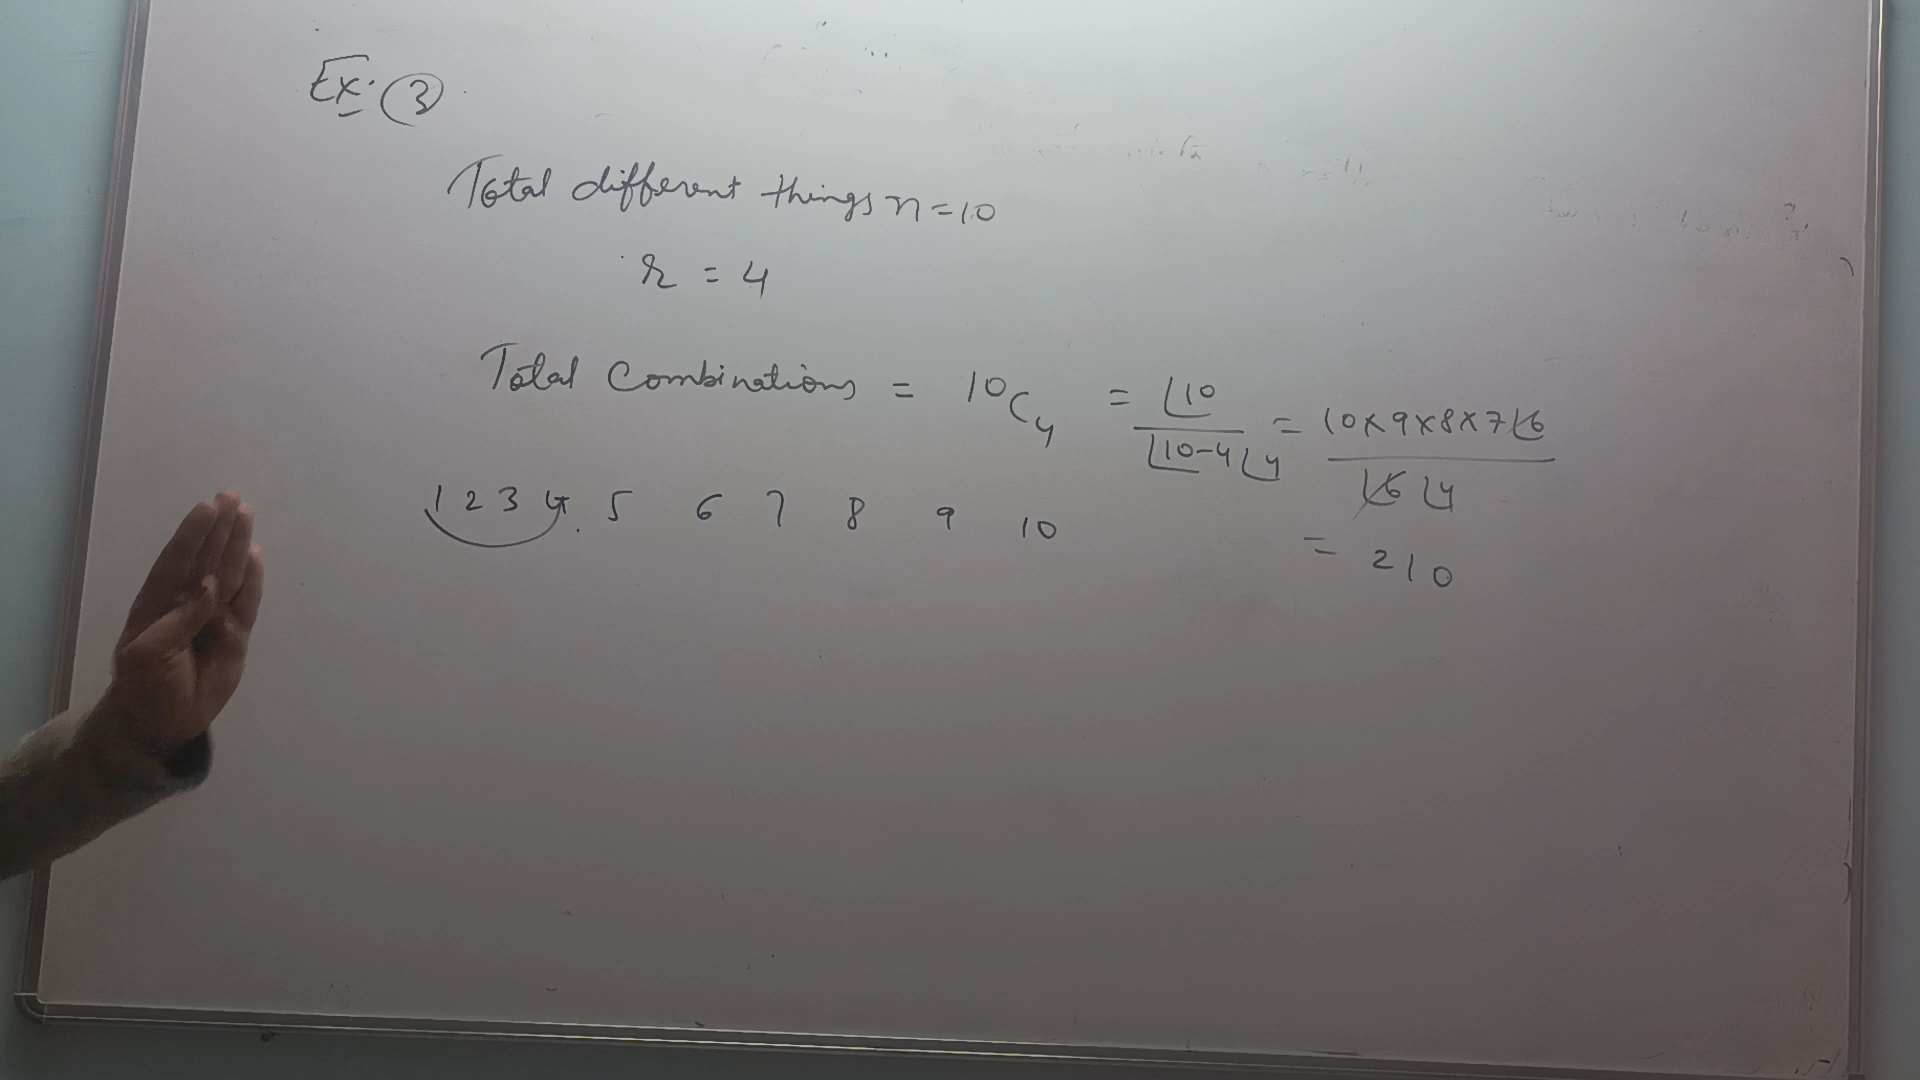 Ex. ③
Total different things n = 10
r = 4
Total Combinations = 10C4 = ⌊10 / ⌊10-4 ⌊4 = 10×9×8×7⌊6 / ⌊6 ⌊4
1 2 3 4 5 6 7 8 9 10
= 210